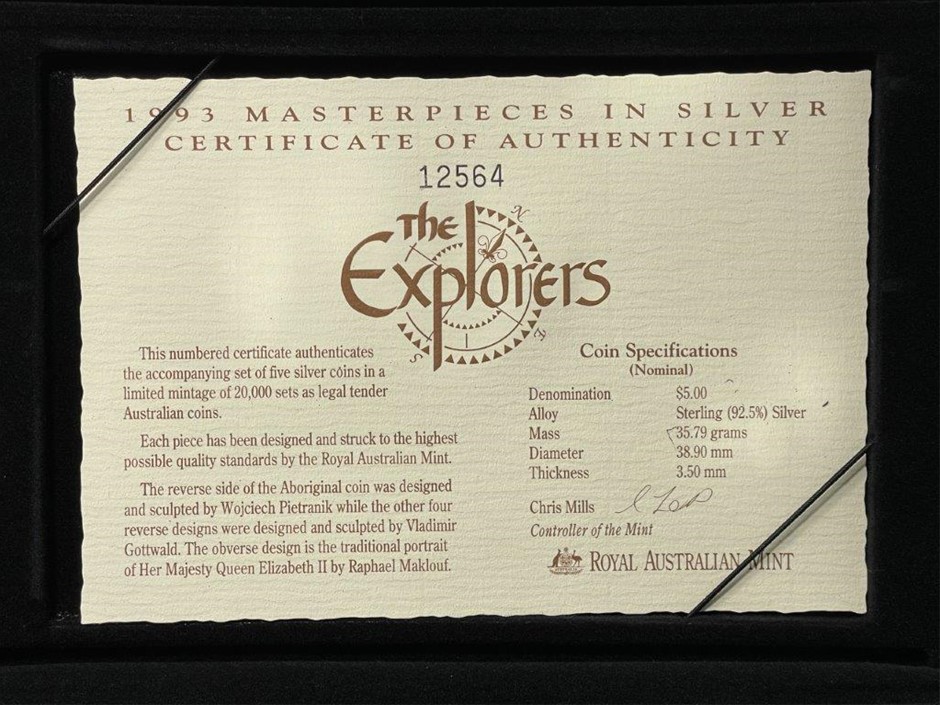 1993 MASTERPIECES IN SILVER
CERTIFICATE OF AUTHENTICITY
12564
The
Explorers
N
E
S
This numbered certificate authenticates
the accompanying set of five silver coins in a
limited mintage of 20,000 sets as legal tender
Australian coins.
Each piece has been designed and struck to the highest
possible quality standards by the Royal Australian Mint.
The reverse side of the Aboriginal coin was designed
and sculpted by Wojciech Pietranik while the other four
reverse designs were designed and sculpted by Vladimir
Gottwald. The obverse design is the traditional portrait
of Her Majesty Queen Elizabeth II by Raphael Maklouf.
Coin Specifications
(Nominal)
Denomination $5.00
Alloy Sterling (92.5%) Silver
Mass 35.79 grams
Diameter 38.90 mm
Thickness 3.50 mm
Chris Mills
Controller of the Mint
ROYAL AUSTRALIAN MINT